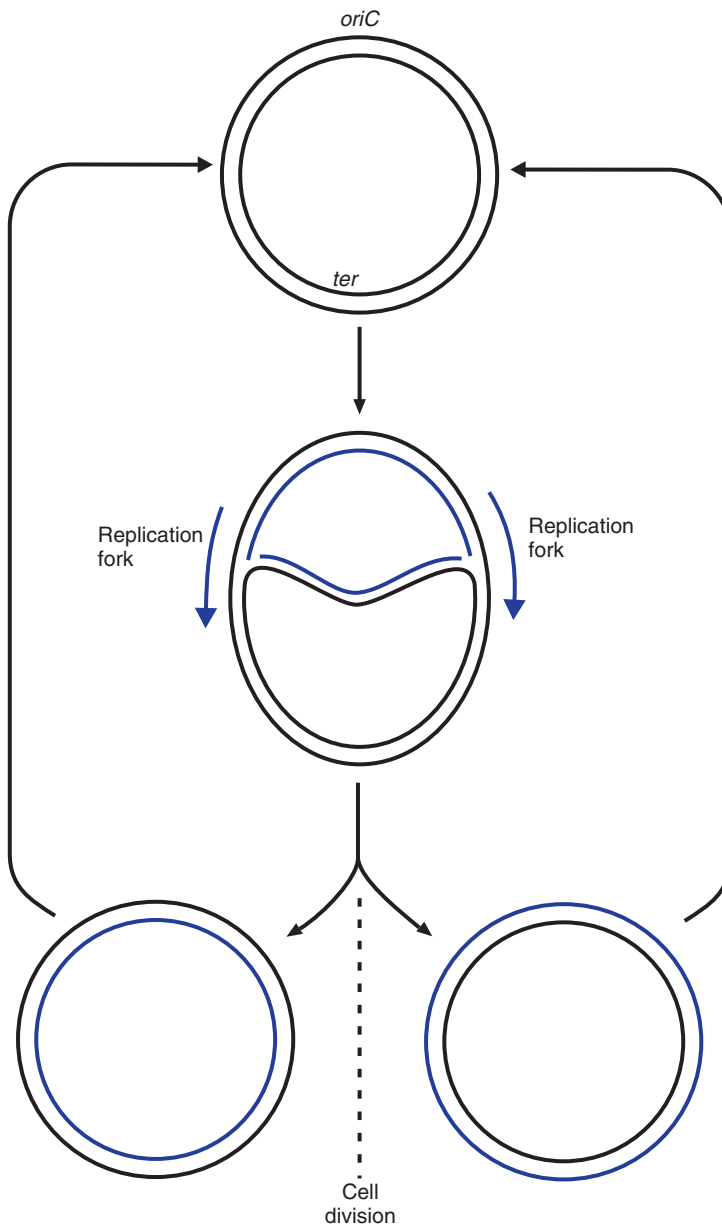 oriC
ter
Replication
fork
Replication
fork
Cell
division